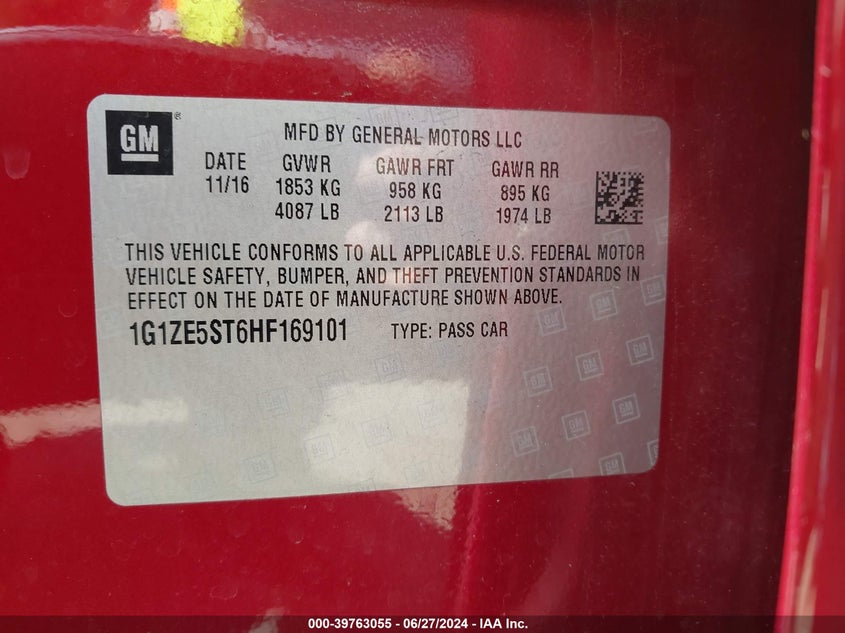 GM ®
MFD BY GENERAL MOTORS LLC
DATE GVWR GAWR FRT GAWR RR
11/16 1853 KG 958 KG 895 KG
4087 LB 2113 LB 1974 LB
THIS VEHICLE CONFORMS TO ALL APPLICABLE U.S. FEDERAL MOTOR
VEHICLE SAFETY, BUMPER, AND THEFT PREVENTION STANDARDS IN
EFFECT ON THE DATE OF MANUFACTURE SHOWN ABOVE.
1G1ZE5ST6HF169101 TYPE: PASS CAR
000-39763055 - 06/27/2024 - IAA Inc.